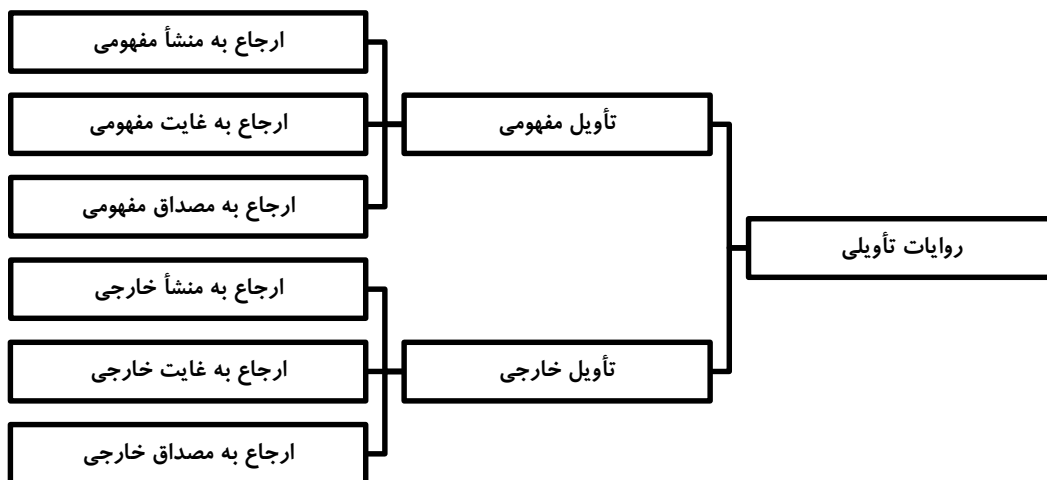 روایات تأویلی
تأویل مفهومی
ارجاع به منشأ مفهومی
ارجاع به غایت مفهومی
ارجاع به مصداق مفهومی
تأویل خارجی
ارجاع به منشأ خارجی
ارجاع به غایت خارجی
ارجاع به مصداق خارجی